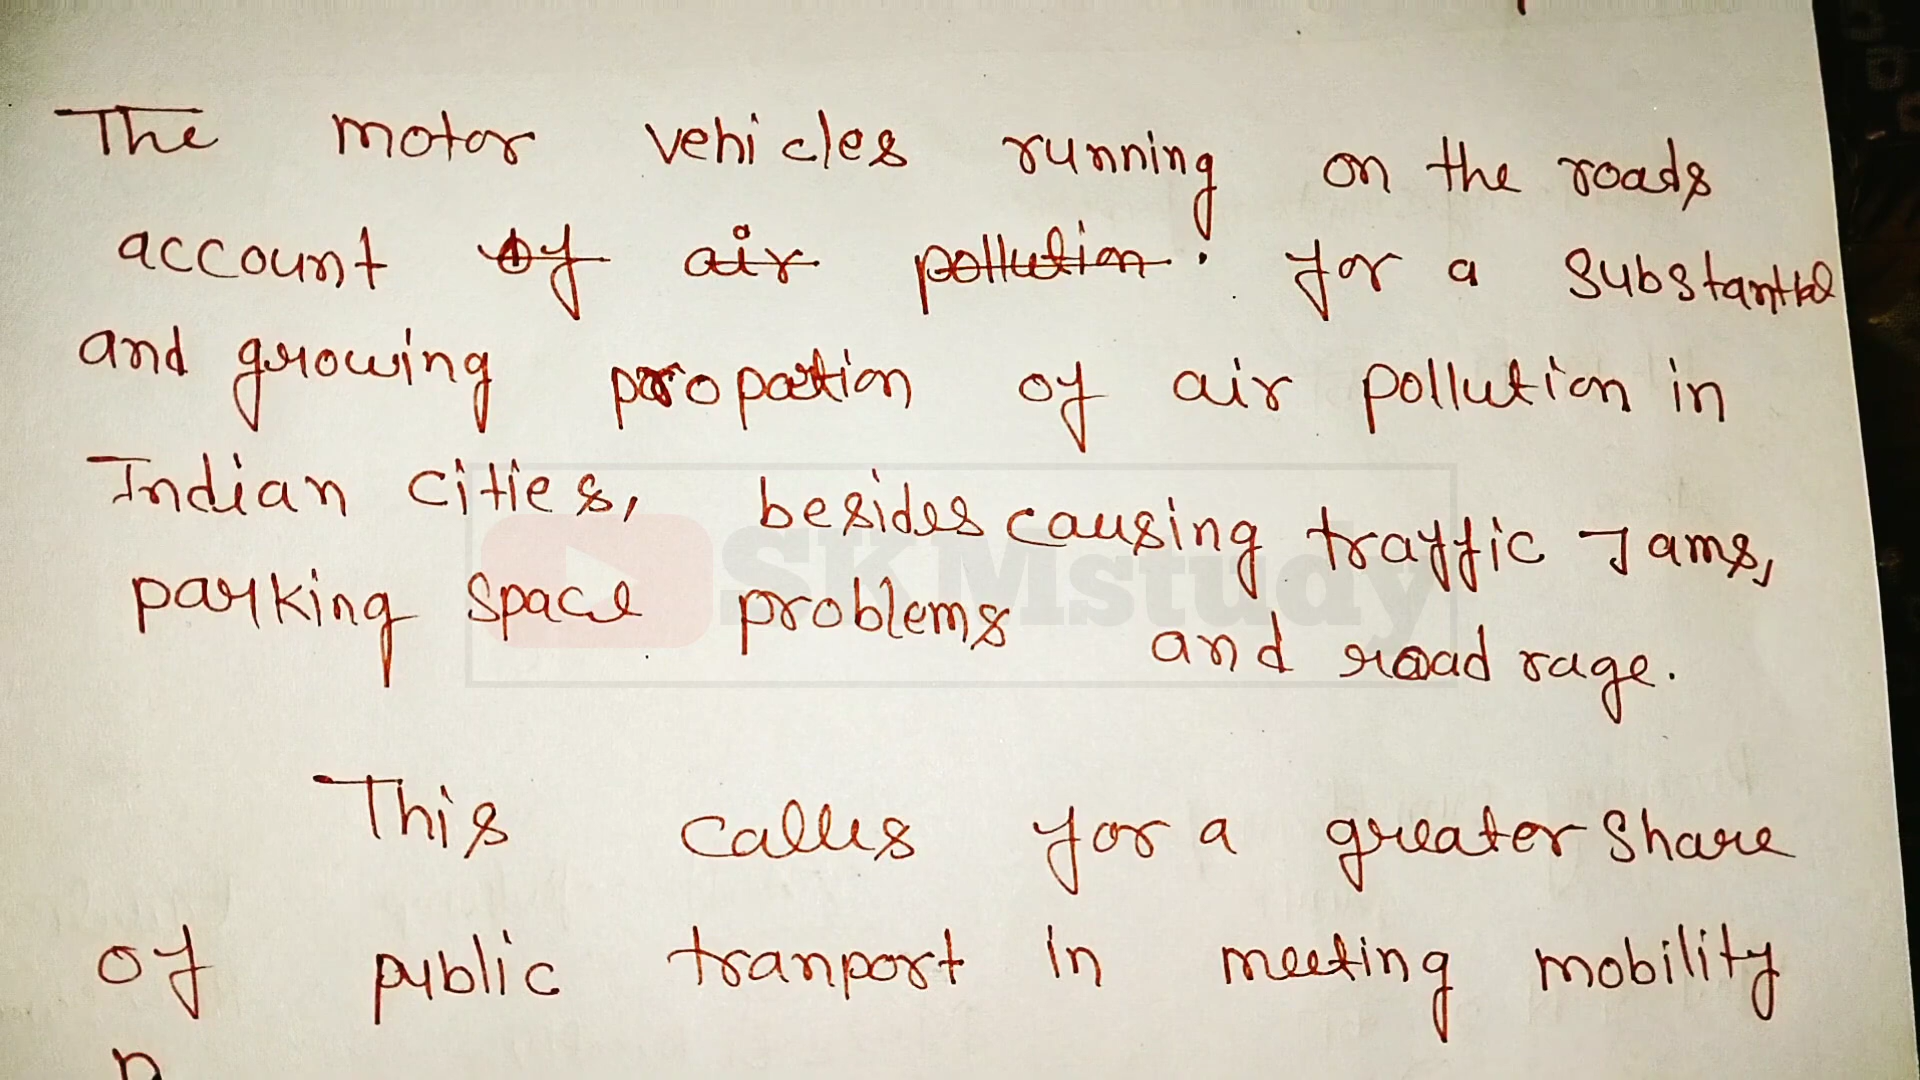 The motor vehicles running on the roads
account of air pollution. for a substantial
and growing proportion of air pollution in
Indian cities, besides causing traffic Jams,
parking space problems and road rage.
SKMstudy
This calls for a greater share
of public tranport in meeting mobility